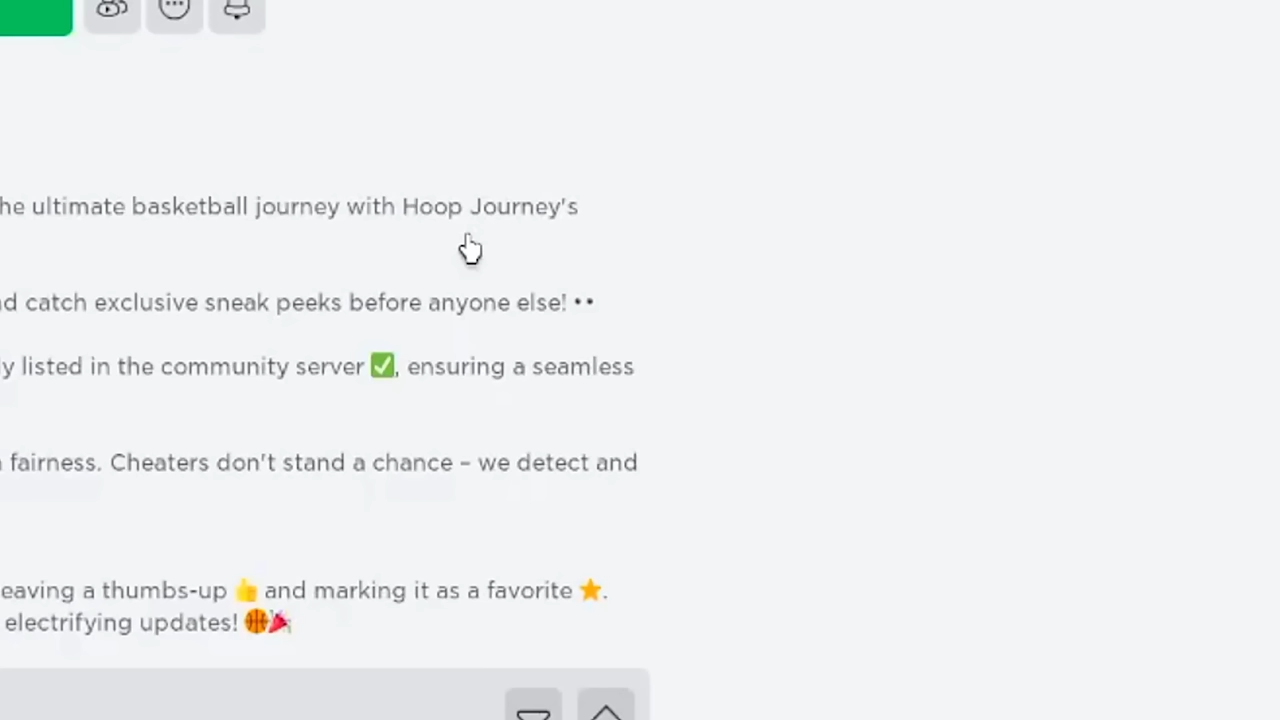 he ultimate basketball journey with Hoop Journey's
d catch exclusive sneak peeks before anyone else! 👀
ly listed in the community server ✅, ensuring a seamless
fairness. Cheaters don't stand a chance – we detect and
eaving a thumbs-up 👍 and marking it as a favorite ⭐.
electrifying updates! 🏀🎉